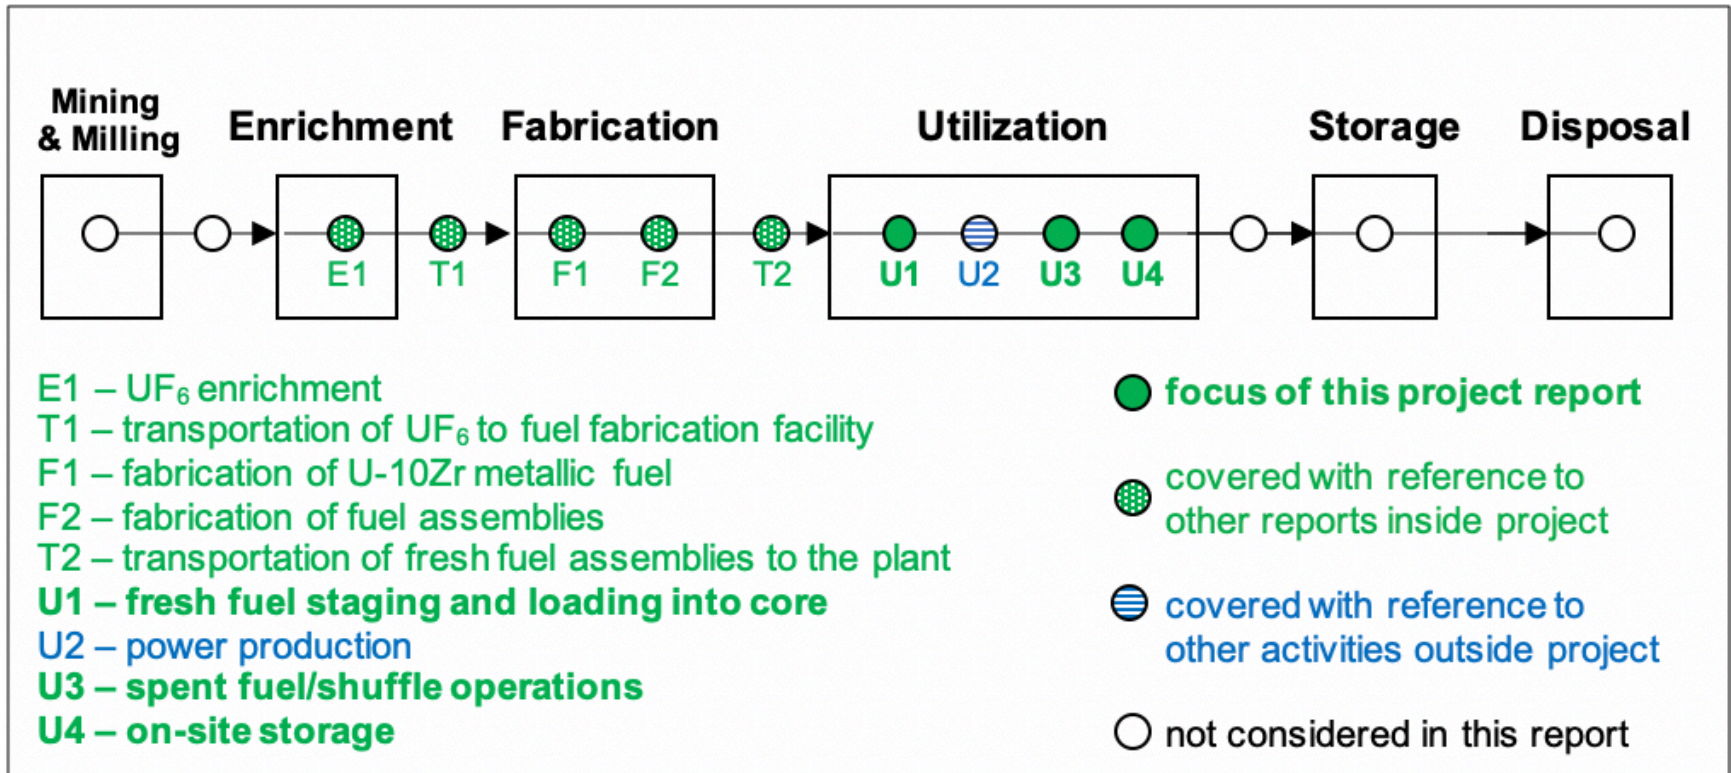 Mining
& Milling
Enrichment
Fabrication
Utilization
Storage
Disposal
E1
T1
F1
F2
T2
U1
U2
U3
U4
E1 – UF₆ enrichment
T1 – transportation of UF₆ to fuel fabrication facility
F1 – fabrication of U-10Zr metallic fuel
F2 – fabrication of fuel assemblies
T2 – transportation of fresh fuel assemblies to the plant
U1 – fresh fuel staging and loading into core
U2 – power production
U3 – spent fuel/shuffle operations
U4 – on-site storage
focus of this project report
covered with reference to
other reports inside project
covered with reference to
other activities outside project
not considered in this report